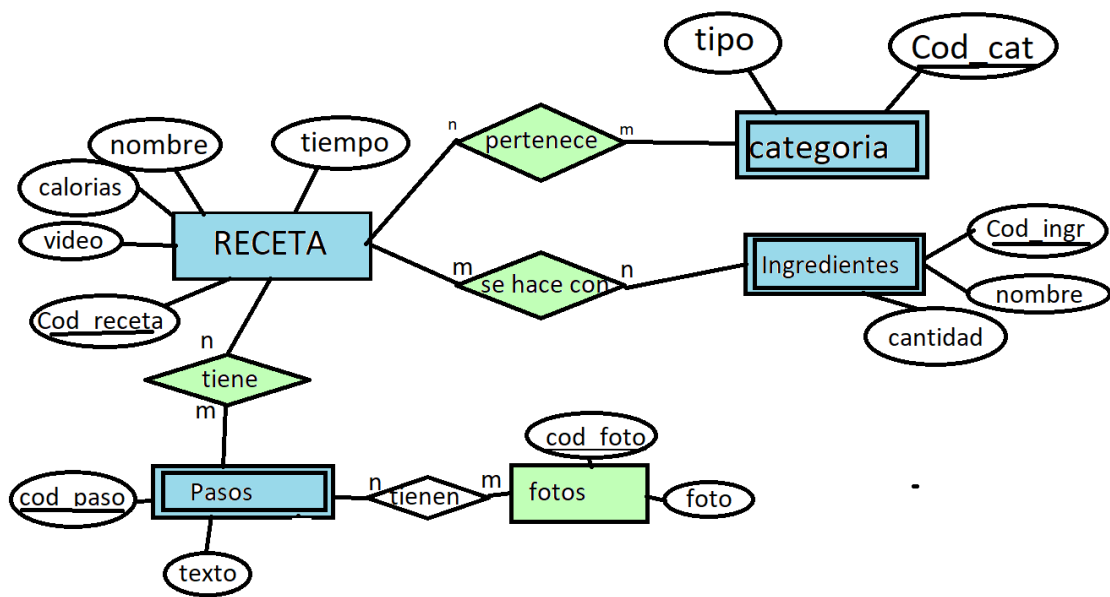 tipo
Cod_cat
nombre
tiempo
n
pertenece
m
categoria
calorias
video
RECETA
Cod_receta
m
se hace con
n
Ingredientes
Cod_ingr
nombre
cantidad
n
tiene
m
cod_paso
Pasos
texto
n
tienen
m
cod_foto
fotos
foto